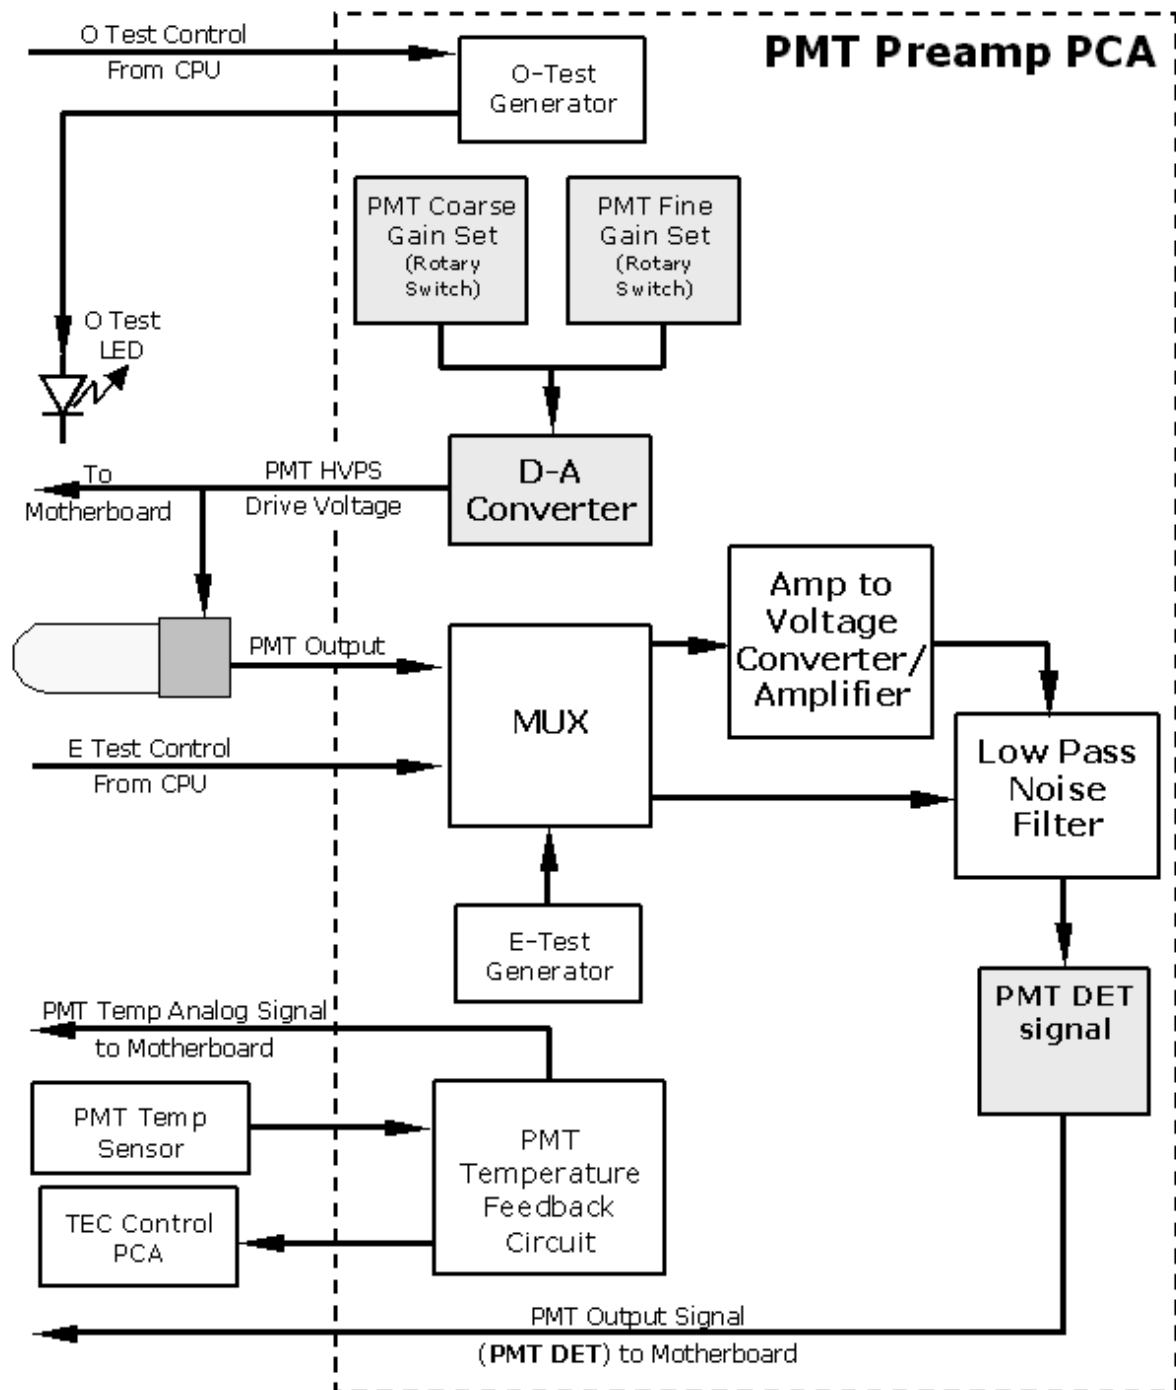 O Test Control
From CPU
PMT Preamp PCA
O-Test
Generator
PMT Coarse
Gain Set
(Rotary
Switch)
PMT Fine
Gain Set
(Rotary
Switch)
O Test
LED
To
Motherboard
PMT HVPS
Drive Voltage
D-A
Converter
Amp to
Voltage
Converter/
Amplifier
PMT Output
MUX
E Test Control
From CPU
Low Pass
Noise
Filter
E-Test
Generator
PMT DET
signal
PMT Temp Analog Signal
to Motherboard
PMT Temp
Sensor
PMT
Temperature
Feedback
Circuit
TEC Control
PCA
PMT Output Signal
(PMT DET) to Motherboard